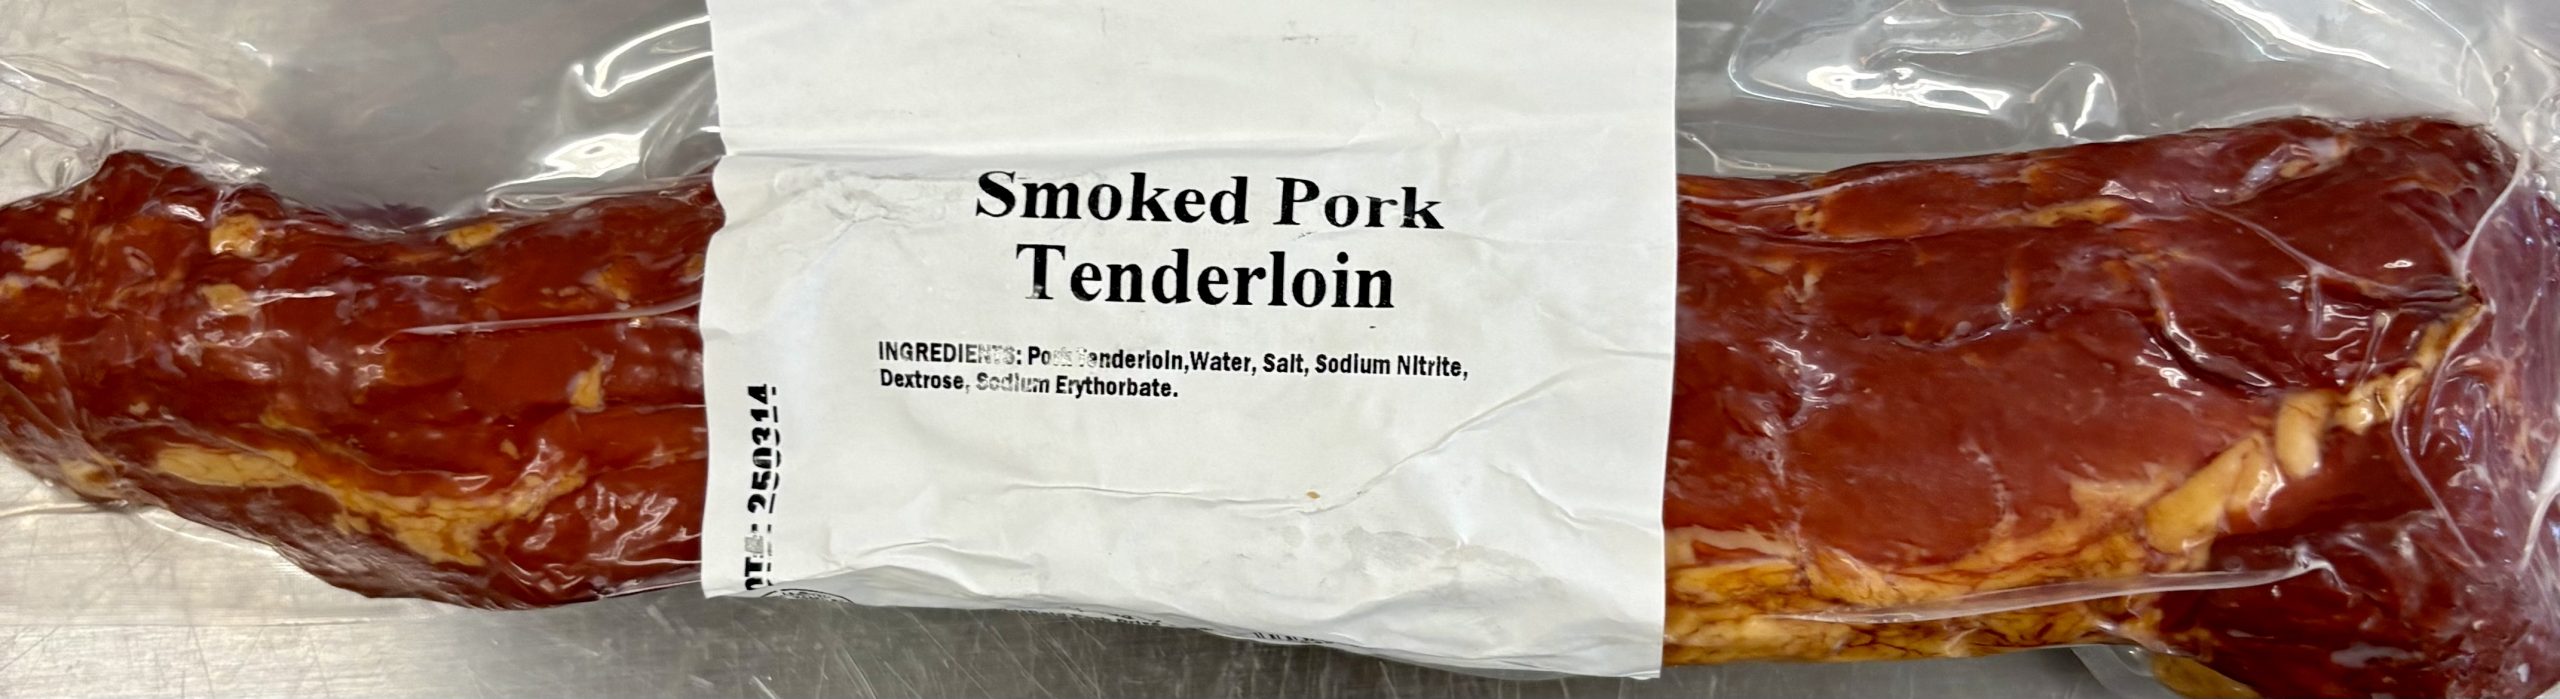 Smoked Pork
Tenderloin
INGREDIENTS: Pork Tenderloin, Water, Salt, Sodium Nitrite,
Dextrose, Sodium Erythorbate.
250314